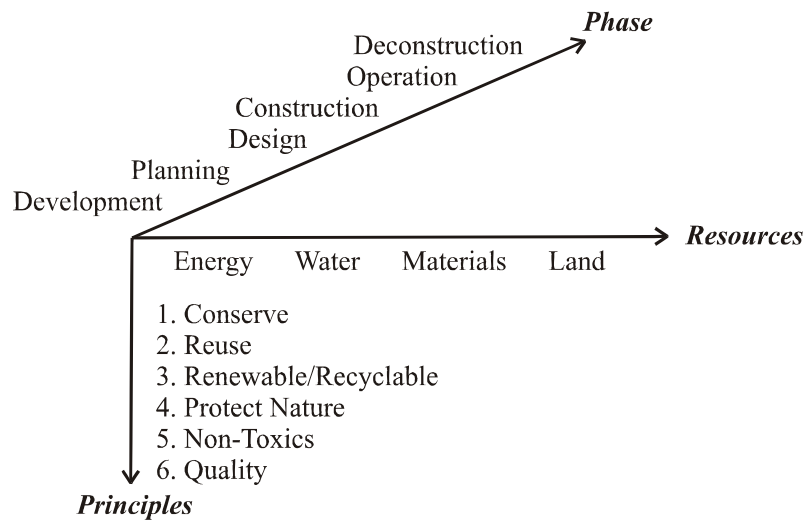 Phase
Deconstruction
Operation
Construction
Design
Planning
Development
Resources
Energy Water Materials Land
1. Conserve
2. Reuse
3. Renewable/Recyclable
4. Protect Nature
5. Non-Toxics
6. Quality
Principles